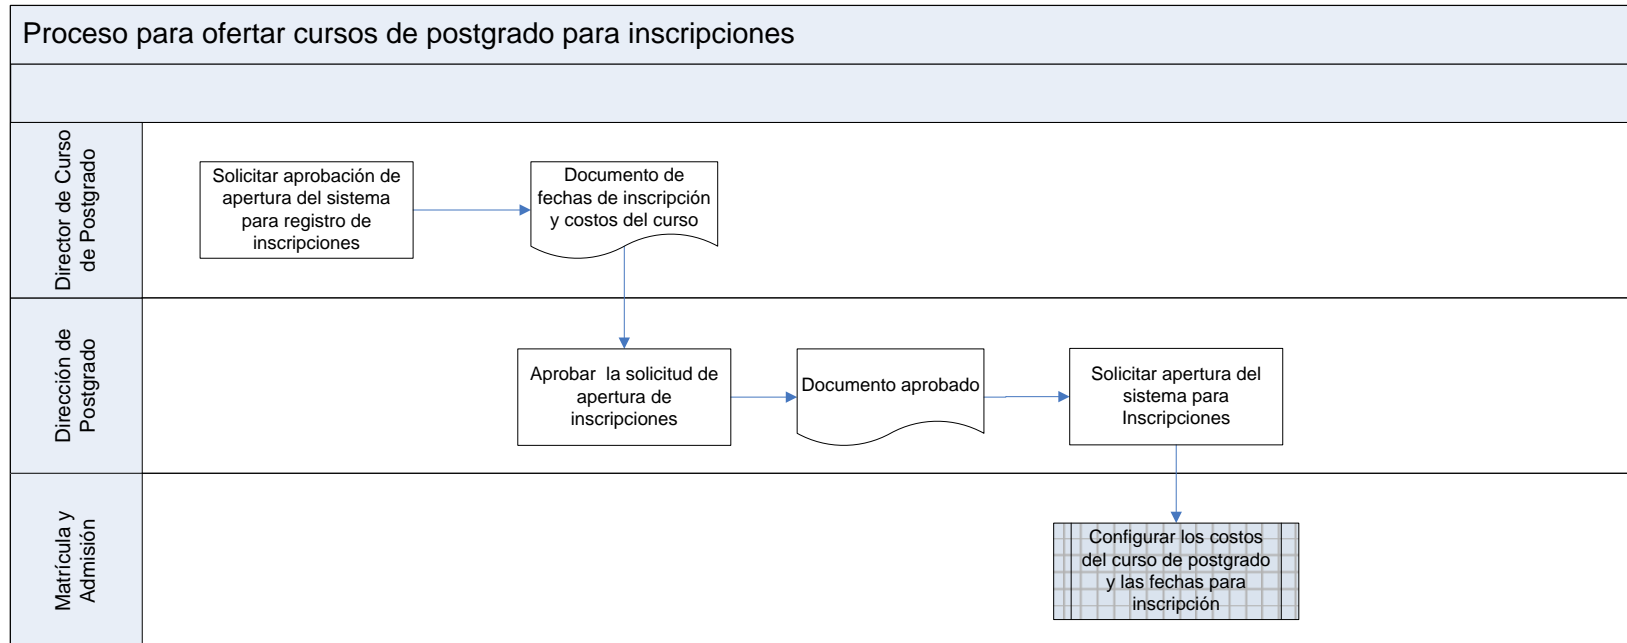 Proceso para ofertar cursos de postgrado para inscripciones
Director de Curso
de Postgrado
Solicitar aprobación de
apertura del sistema
para registro de
inscripciones
Documento de
fechas de inscripción
y costos del curso
Dirección de
Postgrado
Aprobar la solicitud de
apertura de
inscripciones
Documento aprobado
Solicitar apertura del
sistema para
Inscripciones
Matrícula y
Admisión
Configurar los costos
del curso de postgrado
y las fechas para
inscripción